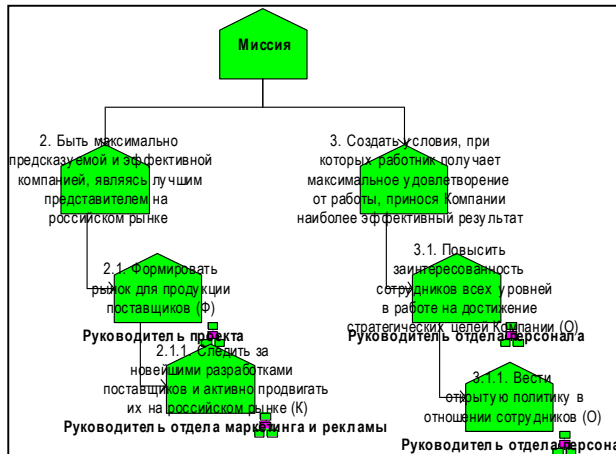 Миссия
2. Быть максимально
предсказуемой и эффективной
компанией, являясь лучшим
представителем на
российском рынке
3. Создать условия, при
которых работник получает
максимальное удовлетворение
от работы, принося Компании
наиболее эффективный результат
2.1. Формировать
рынок для продукции
поставщиков (Ф)
Руководитель проекта
3.1. Повысить
заинтересованность
сотрудников всех уровней
в работе на достижение
стратегических целей Компании (О)
Руководитель отдела персонала
2.1.1. Следить за
новейшими разработками
поставщиков и активно продвигать
их на российском рынке (К)
Руководитель отдела маркетинга и рекламы
3.1.1. Вести
открытую политику в
отношении сотрудников (О)
Руководитель отдела персона